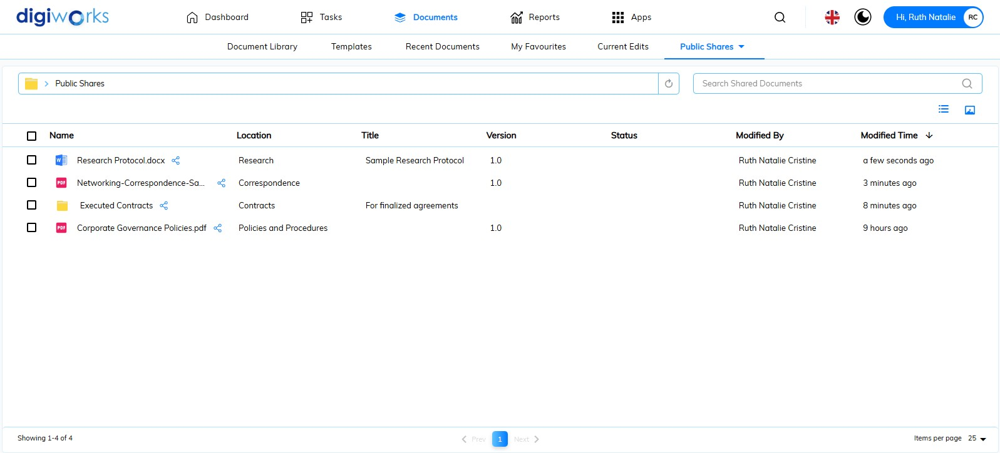 digiworks
Dashboard
Tasks
Documents
Reports
Apps
Hi, Ruth Natalie
RC
Document Library
Templates
Recent Documents
My Favourites
Current Edits
Public Shares
Public Shares
Search Shared Documents
Name Location Title Version Status Modified By Modified Time
W Research Protocol.docx Research Sample Research Protocol 1.0 Ruth Natalie Cristine a few seconds ago
PDF Networking-Correspondence-Sa... Correspondence 1.0 Ruth Natalie Cristine 3 minutes ago
Executed Contracts Contracts For finalized agreements Ruth Natalie Cristine 8 minutes ago
PDF Corporate Governance Policies.pdf Policies and Procedures 1.0 Ruth Natalie Cristine 9 hours ago
Showing 1-4 of 4
Prev 1 Next
Items per page 25